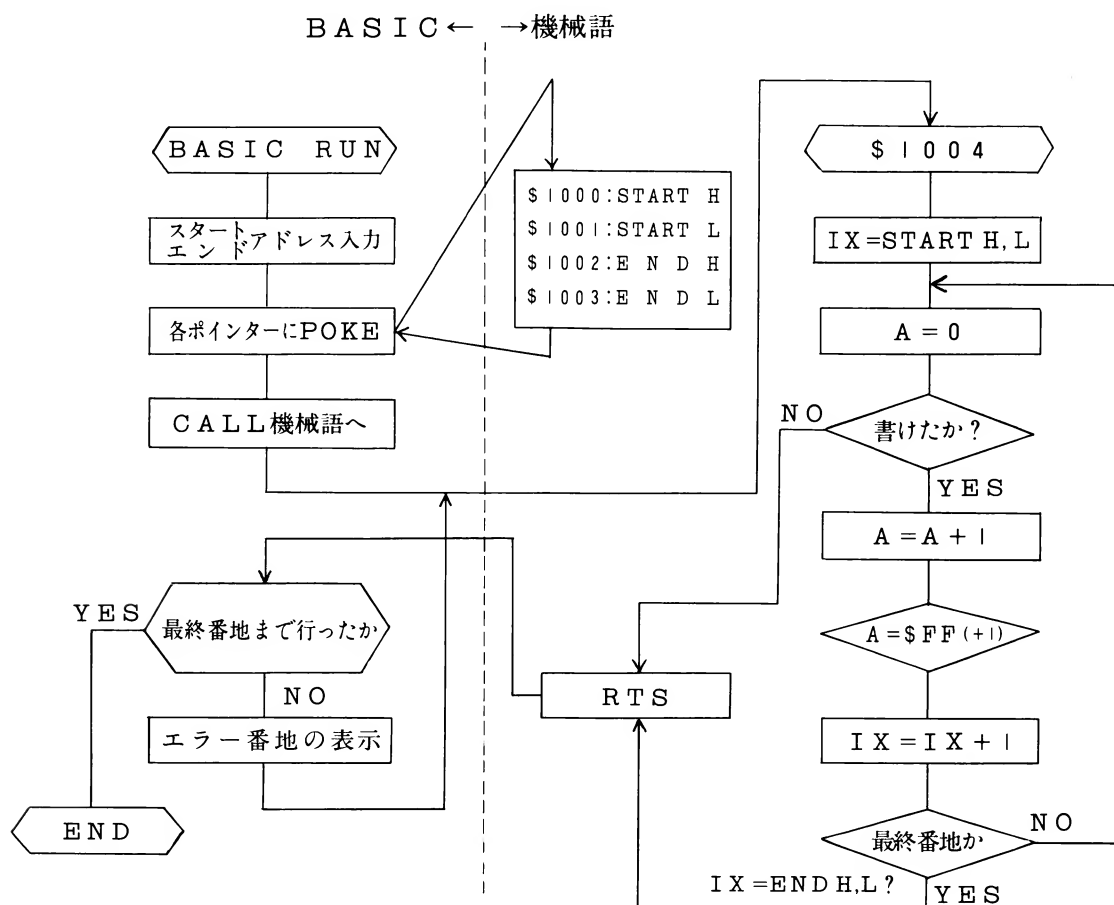 BASIC← →機械語
BASIC RUN
スタート
エンド
アドレス入力
各ポインターにPOKE
CALL機械語へ
$1000:START H
$1001:START L
$1002:END H
$1003:END L
$1004
IX=START H,L
A=0
書けたか?
NO
YES
A=A+1
A=$FF(+1)
IX=IX+1
最終番地か
NO
IX=END H,L?
YES
RTS
最終番地まで行ったか
YES
NO
エラー番地の表示
END